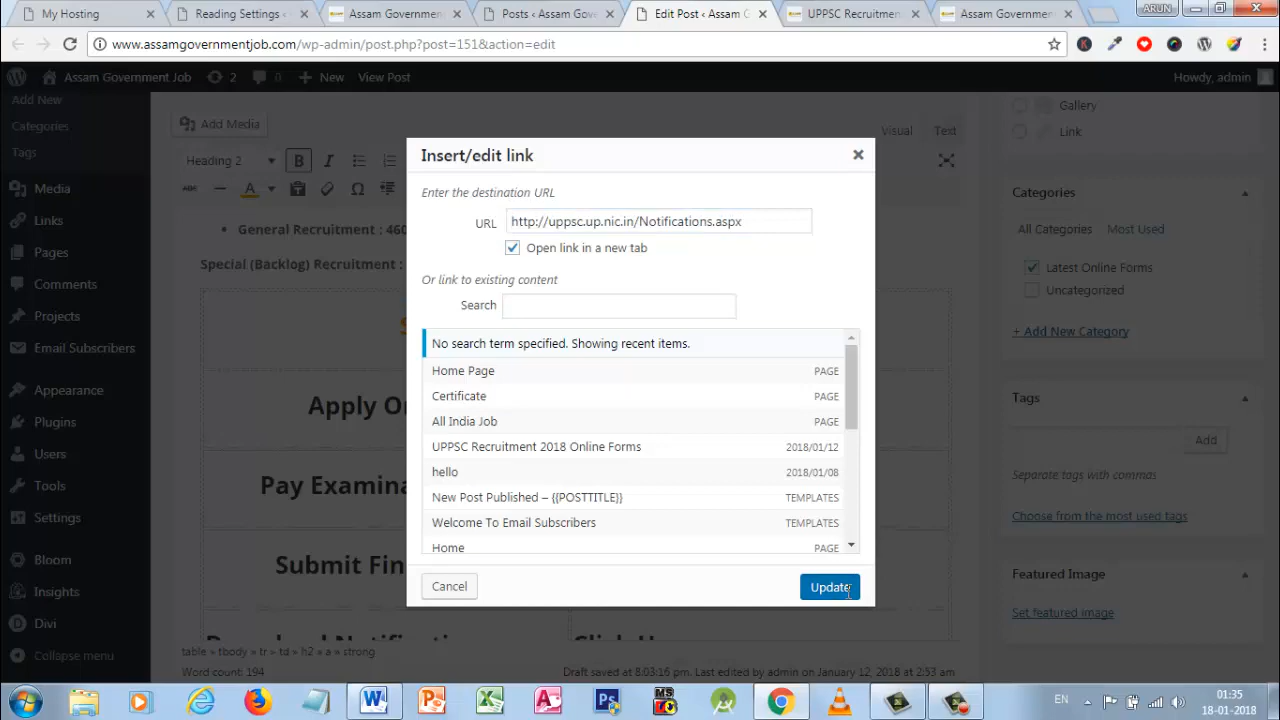 My Hosting
Reading Settings ‹
Assam Government
Posts ‹ Assam Gov
Edit Post ‹ Assam G
UPPSC Recruitment
Assam Government
ARUN
www.assamgovernmentjob.com/wp-admin/post.php?post=151&action=edit
Assam Government Job
2
0
New
View Post
Howdy, admin
Add New
Categories
Tags
Media
Links
Pages
Comments
Projects
Email Subscribers
Appearance
Plugins
Users
Tools
Settings
Bloom
Insights
Divi
Collapse menu
Add Media
Visual
Text
Heading 2
B
I
ABC
A
Ω
General Recruitment : 460
Special (Backlog) Recruitment :
Apply On
Pay Examina
Submit Fin
table » tbody » tr » td » h2 » a » strong
Word count: 194
Draft saved at 8:03:16 pm. Last edited by admin on January 12, 2018 at 2:53 am
Insert/edit link
Enter the destination URL
URL
http://uppsc.up.nic.in/Notifications.aspx
Open link in a new tab
Or link to existing content
Search
No search term specified. Showing recent items.
Home Page PAGE
Certificate PAGE
All India Job PAGE
UPPSC Recruitment 2018 Online Forms 2018/01/12
hello 2018/01/08
New Post Published – {{POSTTITLE}} TEMPLATES
Welcome To Email Subscribers TEMPLATES
Home PAGE
Cancel
Update
Gallery
Link
Categories
All Categories
Most Used
Latest Online Forms
Uncategorized
+ Add New Category
Tags
Add
Separate tags with commas
Choose from the most used tags
Featured Image
Set featured image
EN
01:35
18-01-2018